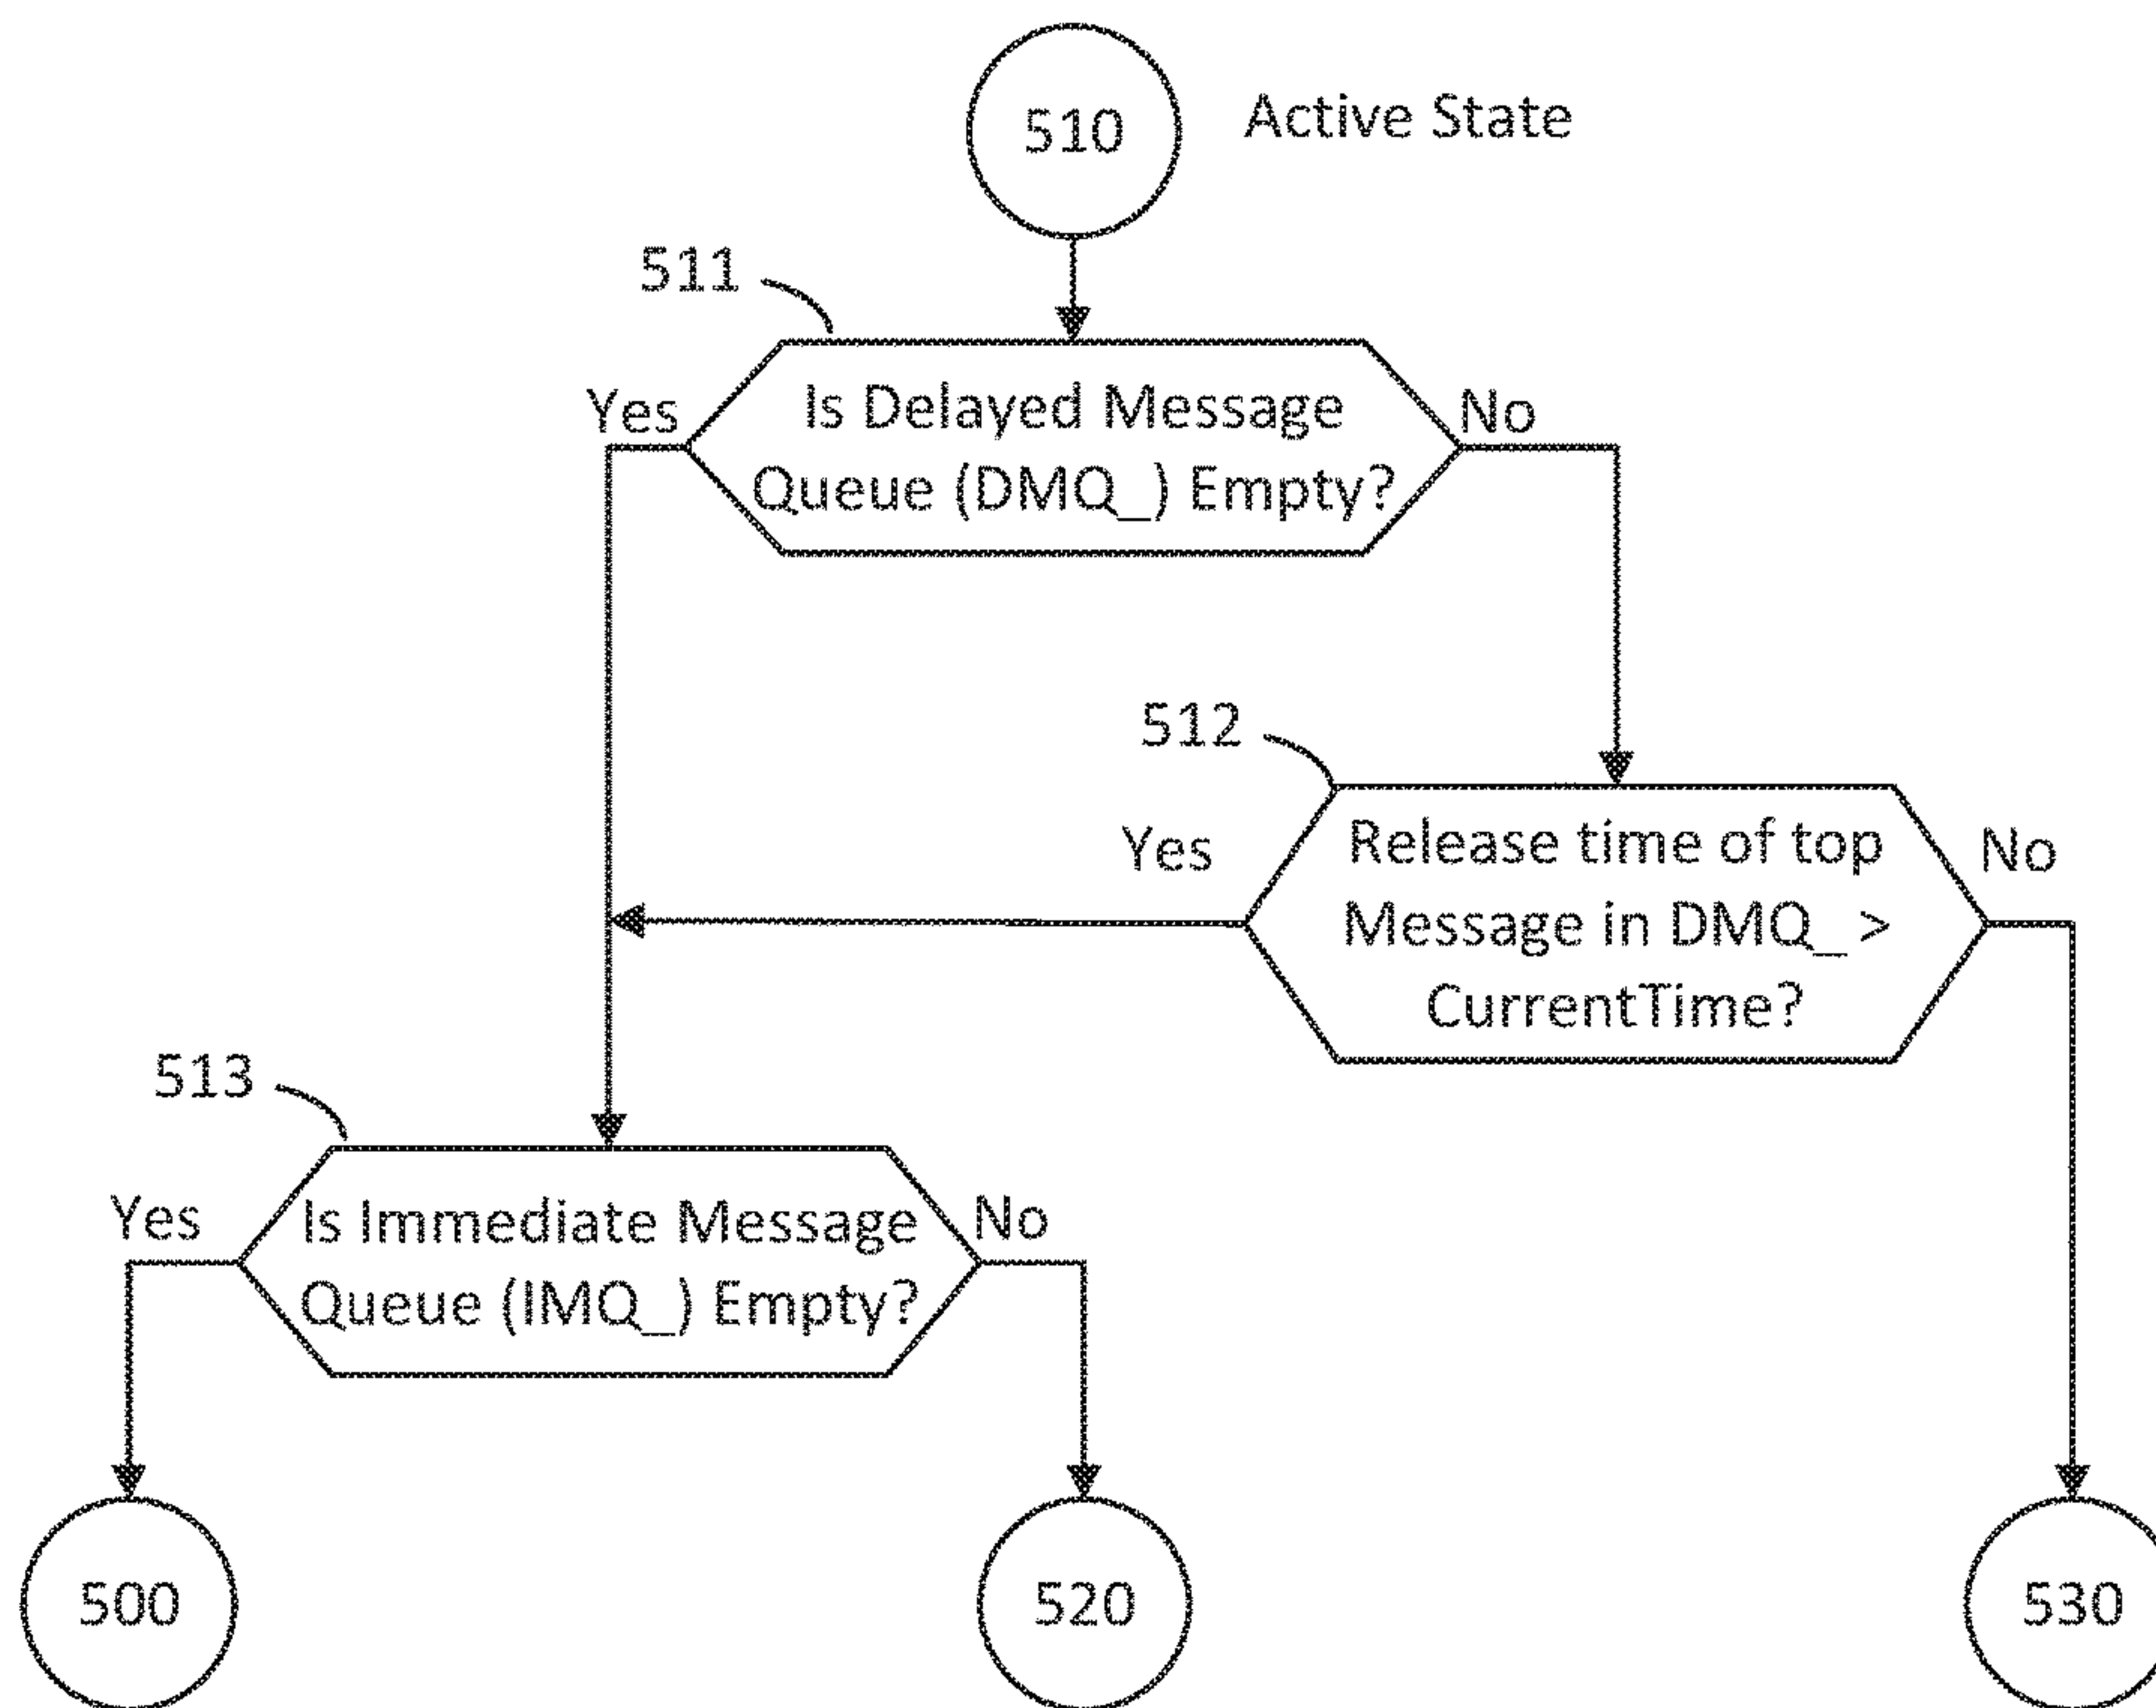 510
Active State
511
Yes
Is Delayed Message
Queue (DMQ_) Empty?
No
512
Yes
Release time of top
Message in DMQ_ >
CurrentTime?
No
513
Yes
Is Immediate Message
Queue (IMQ_) Empty?
No
500
520
530